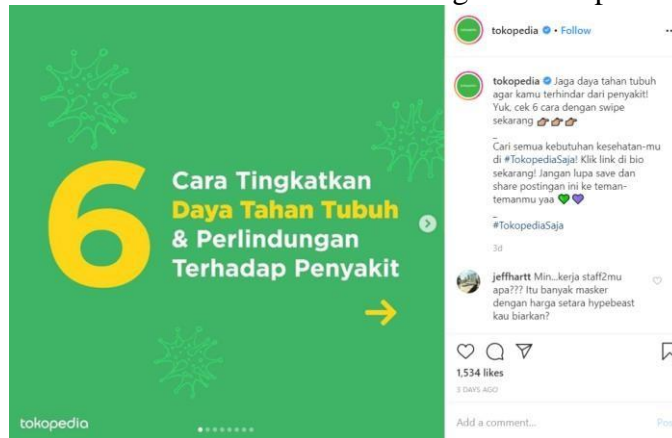 6
Cara Tingkatkan
Daya Tahan Tubuh
& Perlindungan
Terhadap Penyakit
tokopedia
tokopedia • Follow
tokopedia Jaga daya tahan tubuh
agar kamu terhindar dari penyakit!
Yuk, cek 6 cara dengan swipe
sekarang
_
Cari semua kebutuhan kesehatan-mu
di #TokopediaSaja! Klik link di bio
sekarang! Jangan lupa save dan
share postingan ini ke teman-
temanmu yaa
_
#TokopediaSaja
3d
jeffhartt Min...kerja staff2mu
apa??? Itu banyak masker
dengan harga setara hypebeast
kau biarkan?
1,534 likes
3 DAYS AGO
Add a comment...